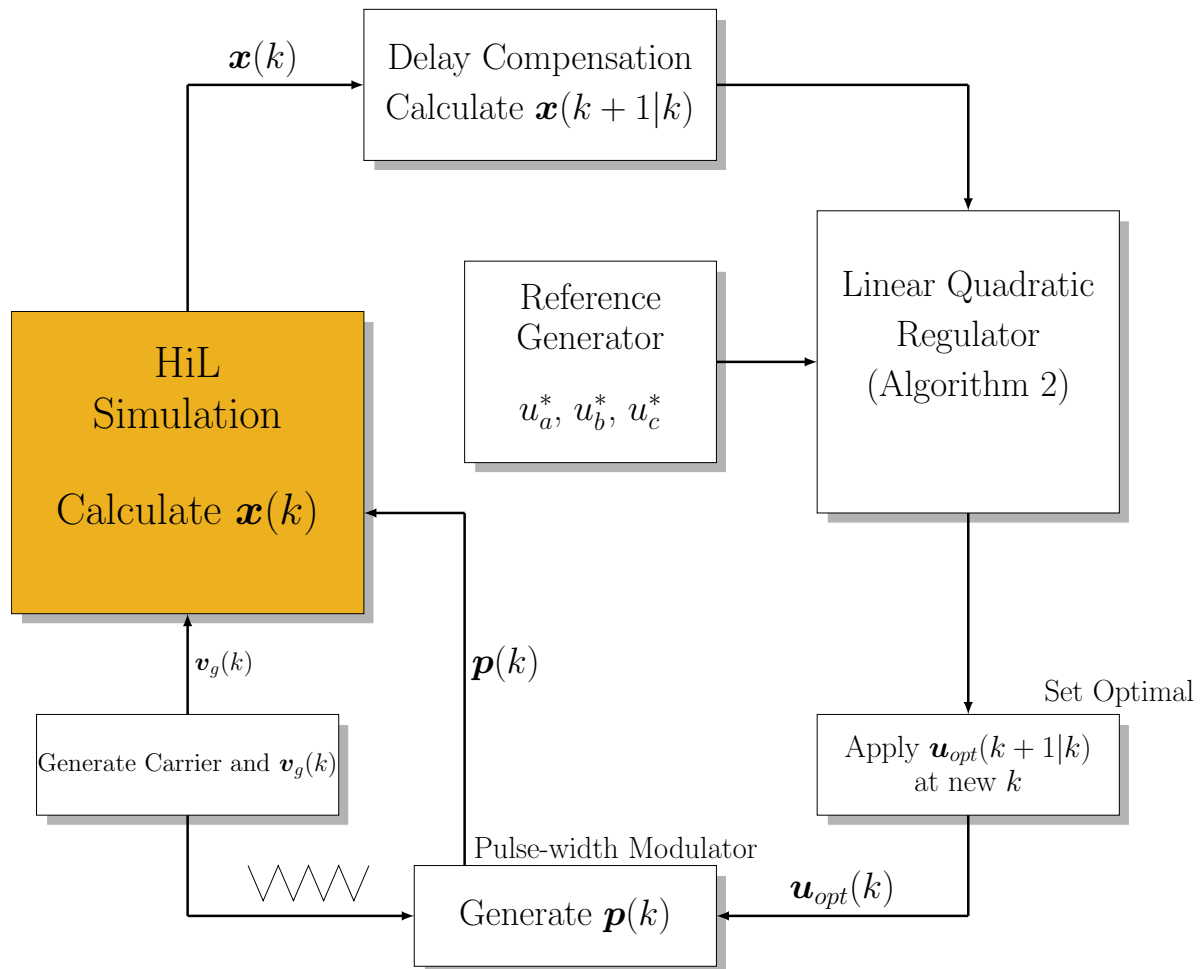 𝒙(k)
Delay Compensation
Calculate 𝒙(k + 1|k)
Linear Quadratic
Regulator
(Algorithm 2)
Reference
Generator
u*_a, u*_b, u*_c
HiL
Simulation
Calculate 𝒙(k)
𝒗_g(k)
𝒑(k)
Set Optimal
Generate Carrier and 𝒗_g(k)
Apply 𝒖_opt(k + 1|k)
at new k
Pulse-width Modulator
Generate 𝒑(k)
𝒖_opt(k)